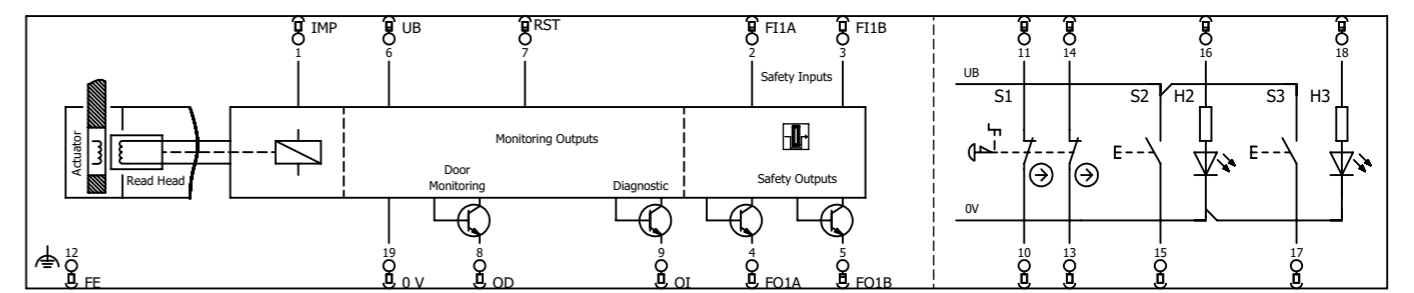 IMP
UB
RST
FI1A
FI1B
1
6
7
2
3
11
14
16
18
Safety Inputs
UB
S1
S2
H2
S3
H3
Actuator
Read Head
Monitoring Outputs
Door
Monitoring
Diagnostic
Safety Outputs
0V
12
19
8
9
4
5
10
13
15
17
FE
0 V
OD
OI
FO1A
FO1B